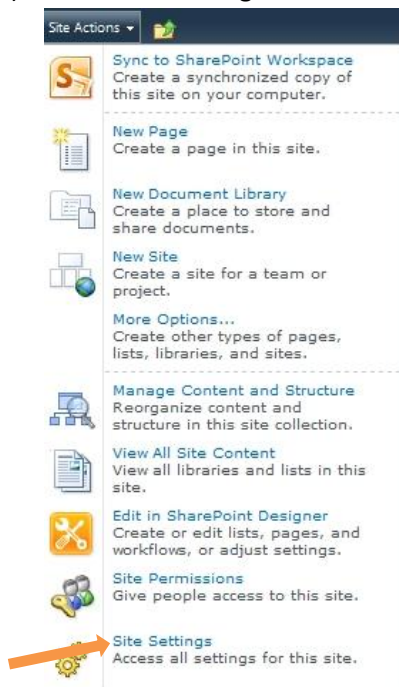 Site Actions
Sync to SharePoint Workspace
Create a synchronized copy of
this site on your computer.
New Page
Create a page in this site.
New Document Library
Create a place to store and
share documents.
New Site
Create a site for a team or
project.
More Options...
Create other types of pages,
lists, libraries, and sites.
Manage Content and Structure
Reorganize content and
structure in this site collection.
View All Site Content
View all libraries and lists in this
site.
Edit in SharePoint Designer
Create or edit lists, pages, and
workflows, or adjust settings.
Site Permissions
Give people access to this site.
Site Settings
Access all settings for this site.